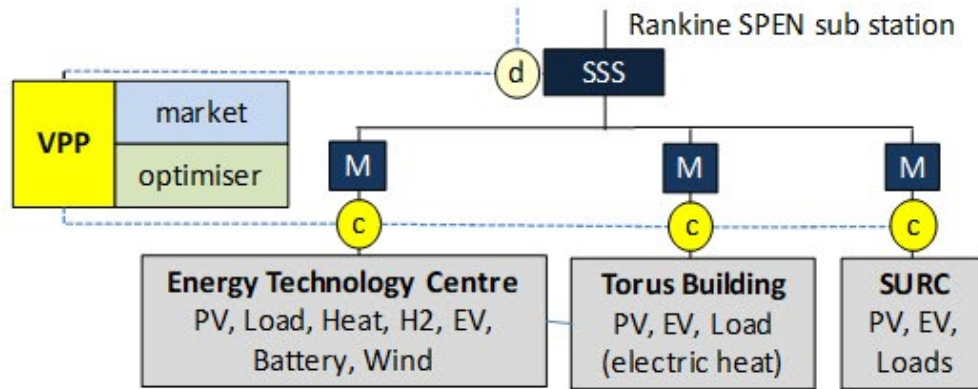 Rankine SPEN sub station
d
SSS
VPP
market
optimiser
M
M
M
c
c
c
Energy Technology Centre
PV, Load, Heat, H2, EV,
Battery, Wind
Torus Building
PV, EV, Load
(electric heat)
SURC
PV, EV,
Loads